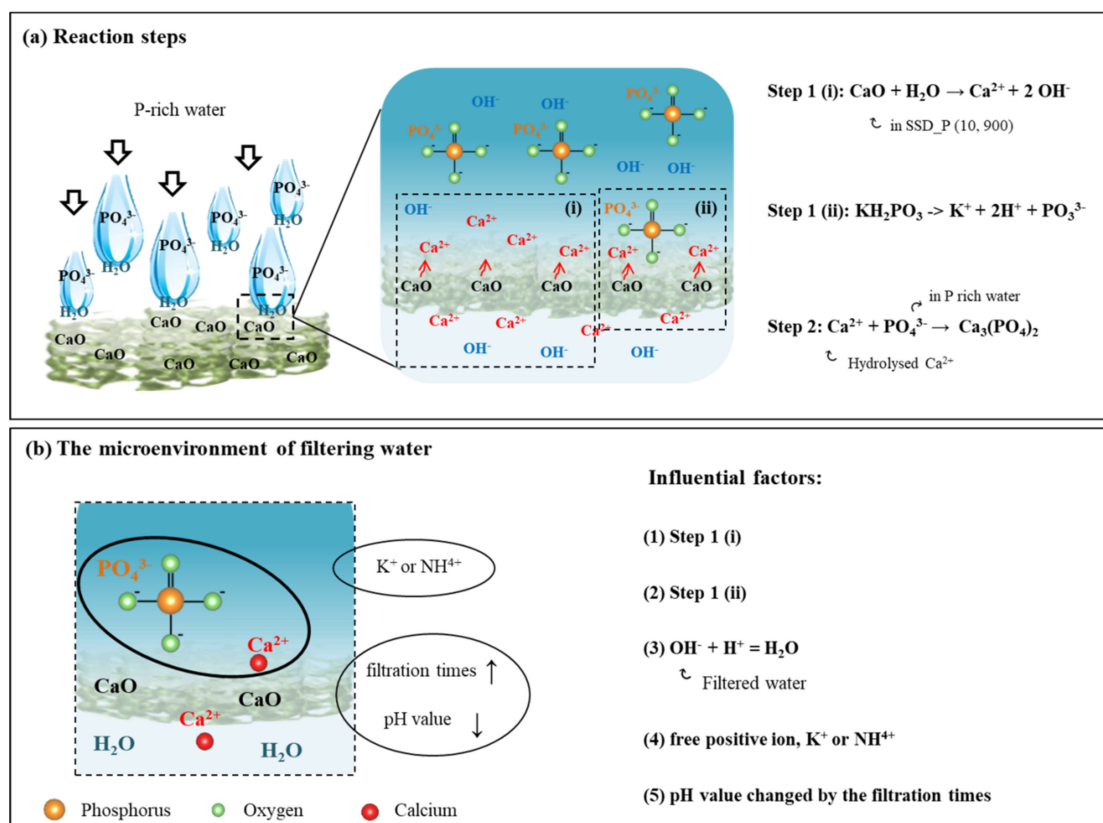 (a) Reaction steps
P-rich water
PO₄³⁻
PO₄³⁻
PO₄³⁻
PO₄³⁻
PO₄³⁻
PO₄³⁻
H₂O
H₂O
H₂O
H₂O
H₂O
H₂O
CaO
CaO
CaO
CaO
CaO
CaO
CaO
CaO
OH⁻
OH⁻
PO₄³⁻
PO₄³⁻
PO₄³⁻
OH⁻
OH⁻
OH⁻
(i)
PO₄³⁻
(ii)
Ca²⁺
Ca²⁺
Ca²⁺
Ca²⁺
Ca²⁺
Ca²⁺
CaO
CaO
CaO
CaO
CaO
Ca²⁺
Ca²⁺
Ca²⁺
Ca²⁺
OH⁻
OH⁻
OH⁻
Step 1 (i): CaO + H₂O → Ca²⁺ + 2 OH⁻
in SSD_P (10, 900)
Step 1 (ii): KH₂PO₃ -> K⁺ + 2H⁺ + PO₃³⁻
in P rich water
Step 2: Ca²⁺ + PO₄³⁻ → Ca₃(PO₄)₂
Hydrolysed Ca²⁺
(b) The microenvironment of filtering water
PO₄³⁻
Ca²⁺
CaO
CaO
Ca²⁺
H₂O
H₂O
K⁺ or NH⁴⁺
filtration times ↑
pH value ↓
Phosphorus
Oxygen
Calcium
Influential factors:
(1) Step 1 (i)
(2) Step 1 (ii)
(3) OH⁻ + H⁺ = H₂O
Filtered water
(4) free positive ion, K⁺ or NH⁴⁺
(5) pH value changed by the filtration times